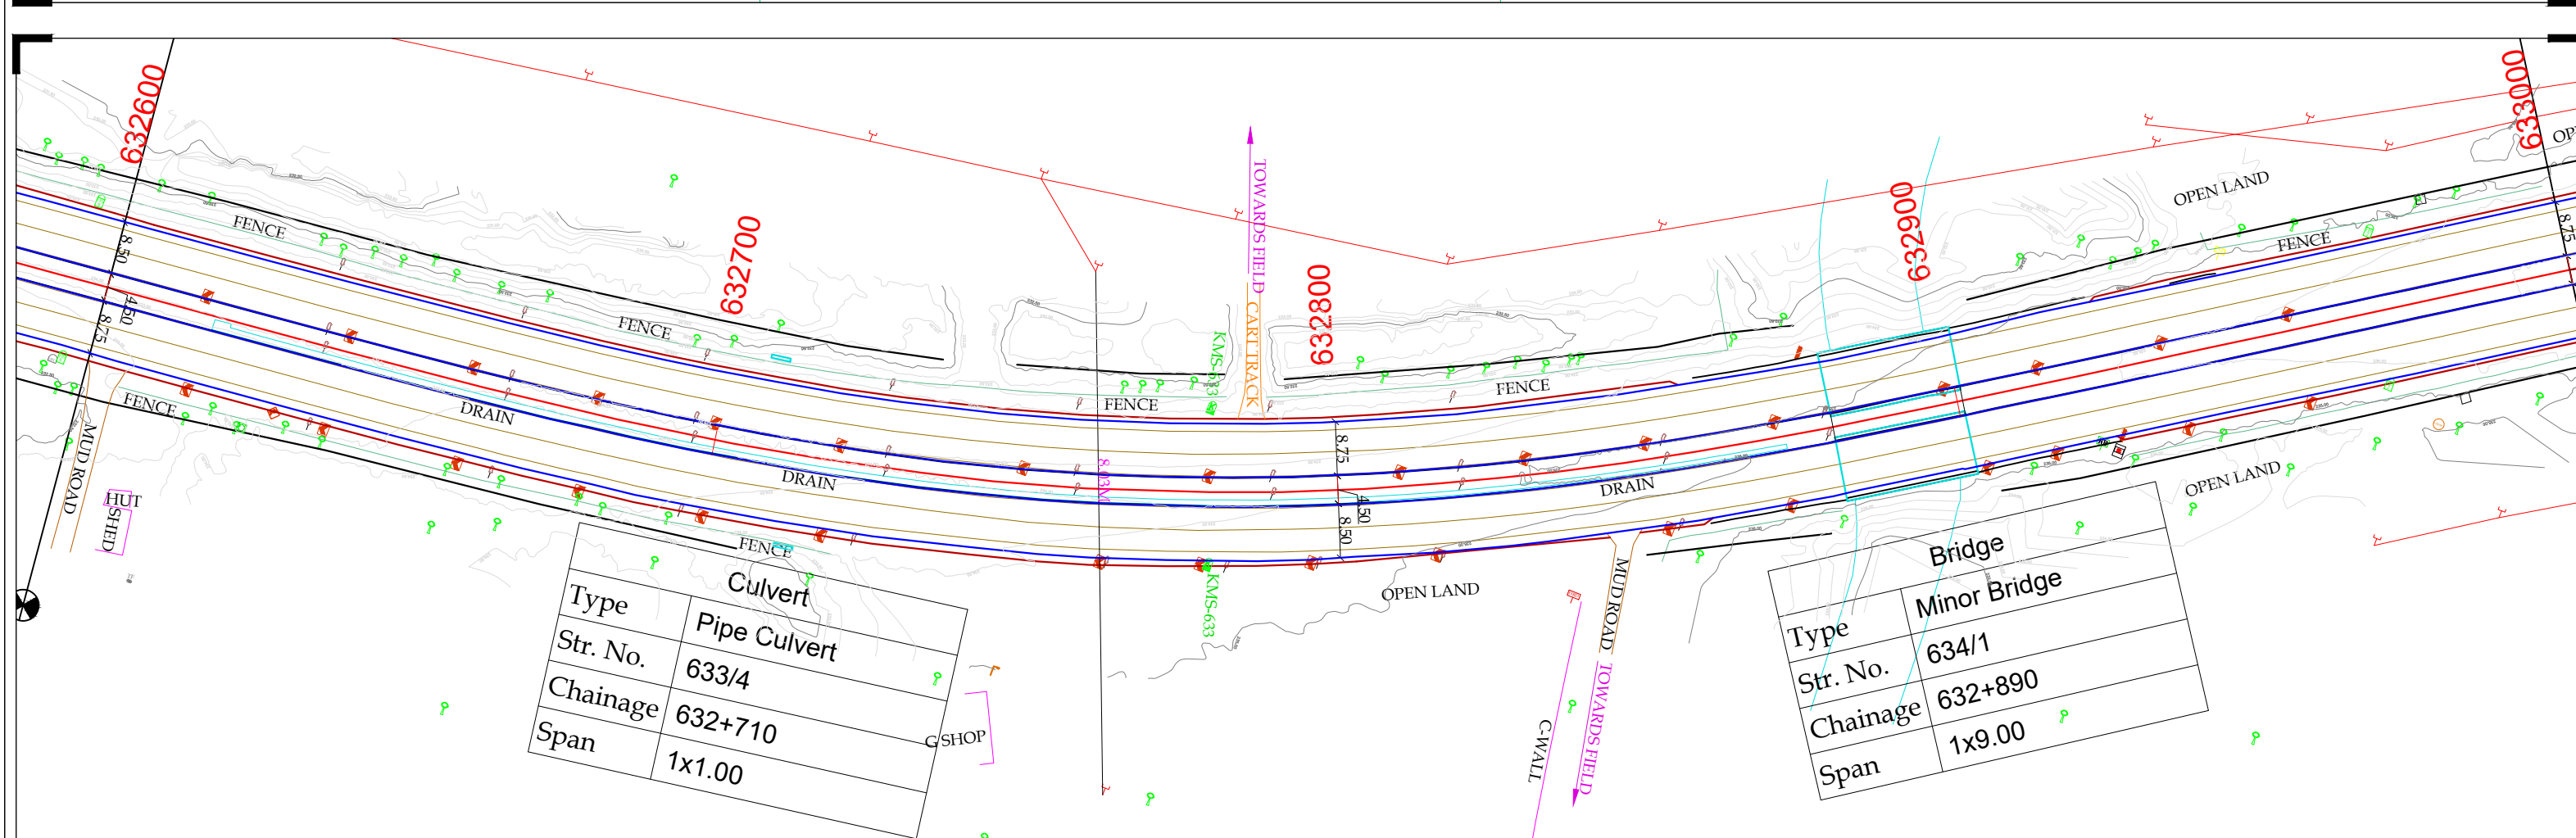 632600
632700
632800
632900
633000
FENCE
FENCE
FENCE
FENCE
FENCE
OPEN LAND
TOWARDS FIELD
CART TRACK
KMS-633
8.50
4.50
8.75
8.75
4.50
8.50
8.75
DRAIN
DRAIN
DRAIN
FENCE
FENCE
MUD ROAD
HUT
SHED
KMS-633
OPEN LAND
OPEN LAND
MUD ROAD
TOWARDS FIELD
C-WALL
G SHOP
Culvert
Type Pipe Culvert
Str. No. 633/4
Chainage 632+710
Span 1x1.00
Bridge
Type Minor Bridge
Str. No. 634/1
Chainage 632+890
Span 1x9.00